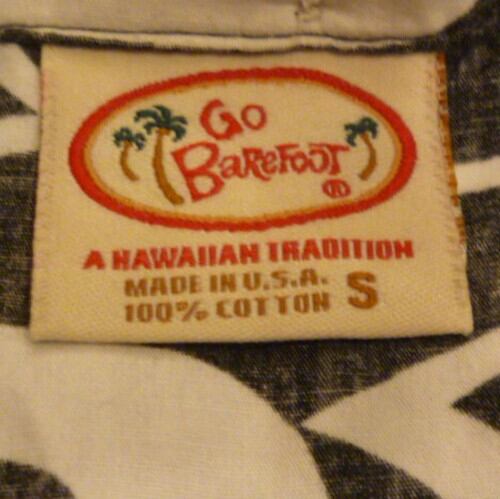 Go
BareFooT
®
A HAWAIIAN TRADITION
MADE IN U.S.A.
100% COTTON S